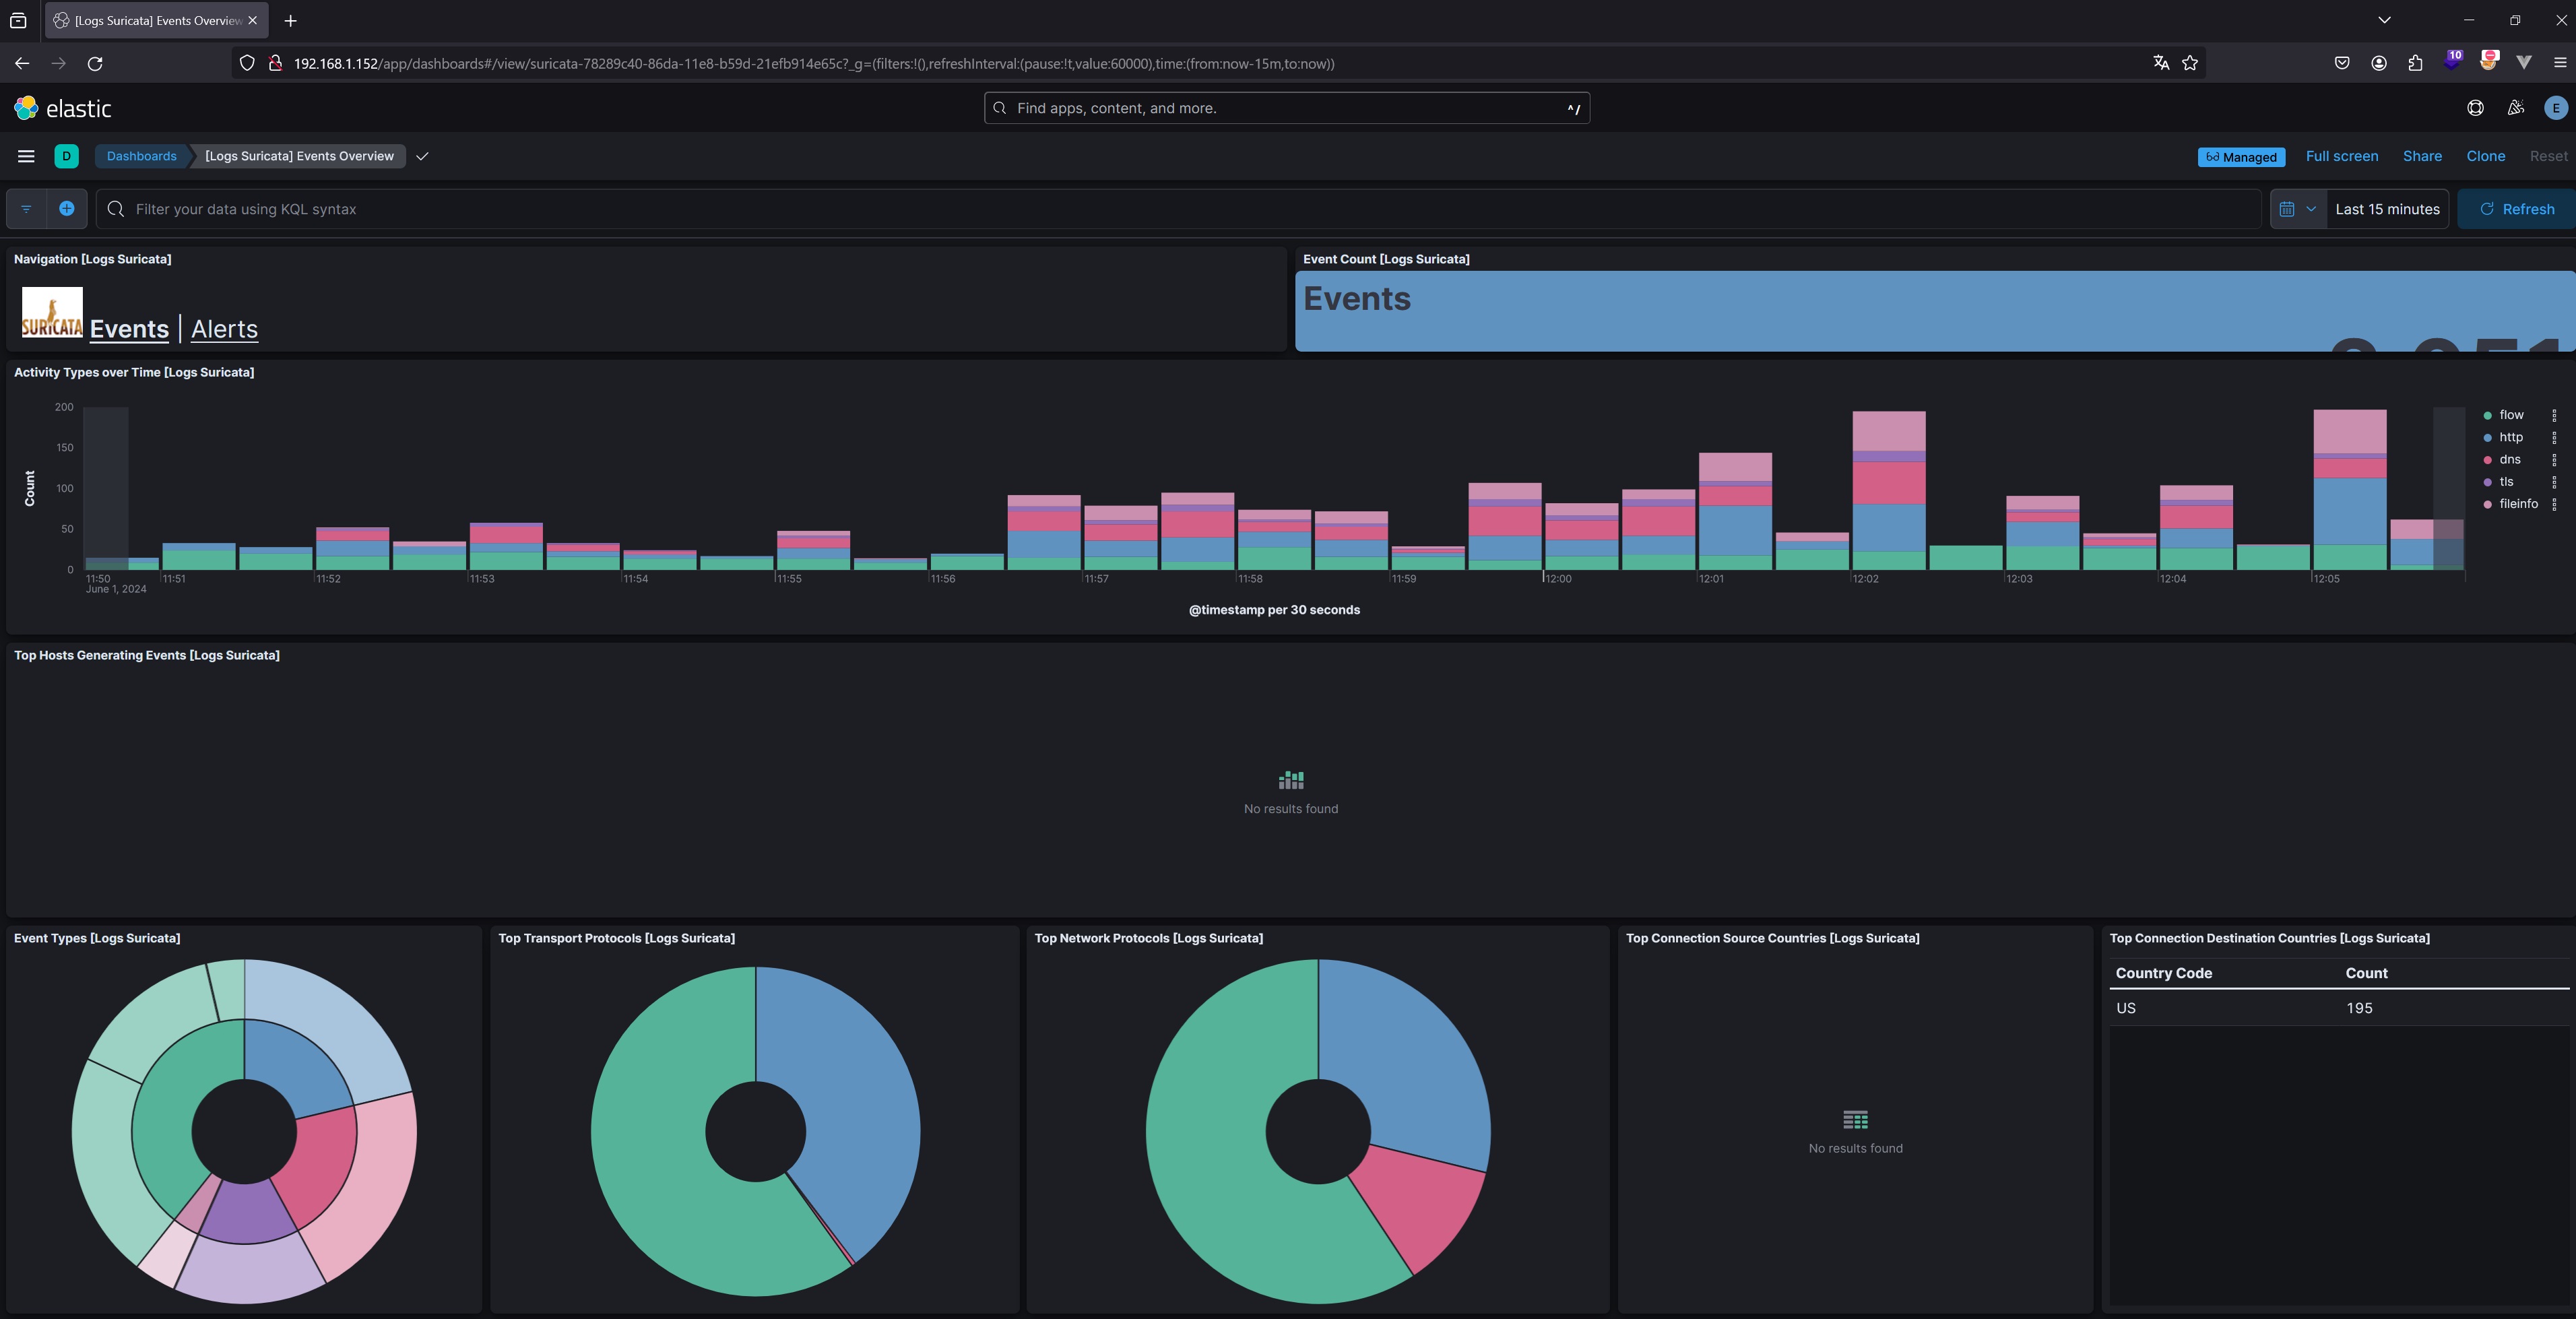 [Logs Suricata] Events Overview
192.168.1.152/app/dashboards#/view/suricata-78289c40-86da-11e8-b59d-21efb914e65c?_g=(filters:!(),refreshInterval:(pause:!t,value:60000),time:(from:now-15m,to:now))
10
elastic
Find apps, content, and more.
^/
E
D
Dashboards
[Logs Suricata] Events Overview
Managed
Full screen
Share
Clone
Reset
Filter your data using KQL syntax
Last 15 minutes
Refresh
Navigation [Logs Suricata]
SURICATA
Events | Alerts
Event Count [Logs Suricata]
Events
Activity Types over Time [Logs Suricata]
200
150
100
50
0
Count
11:50
June 1, 2024
11:51
11:52
11:53
11:54
11:55
11:56
11:57
11:58
11:59
12:00
12:01
12:02
12:03
12:04
12:05
@timestamp per 30 seconds
flow
http
dns
tls
fileinfo
Top Hosts Generating Events [Logs Suricata]
No results found
Event Types [Logs Suricata]
Top Transport Protocols [Logs Suricata]
Top Network Protocols [Logs Suricata]
Top Connection Source Countries [Logs Suricata]
No results found
Top Connection Destination Countries [Logs Suricata]
Country Code Count
US 195